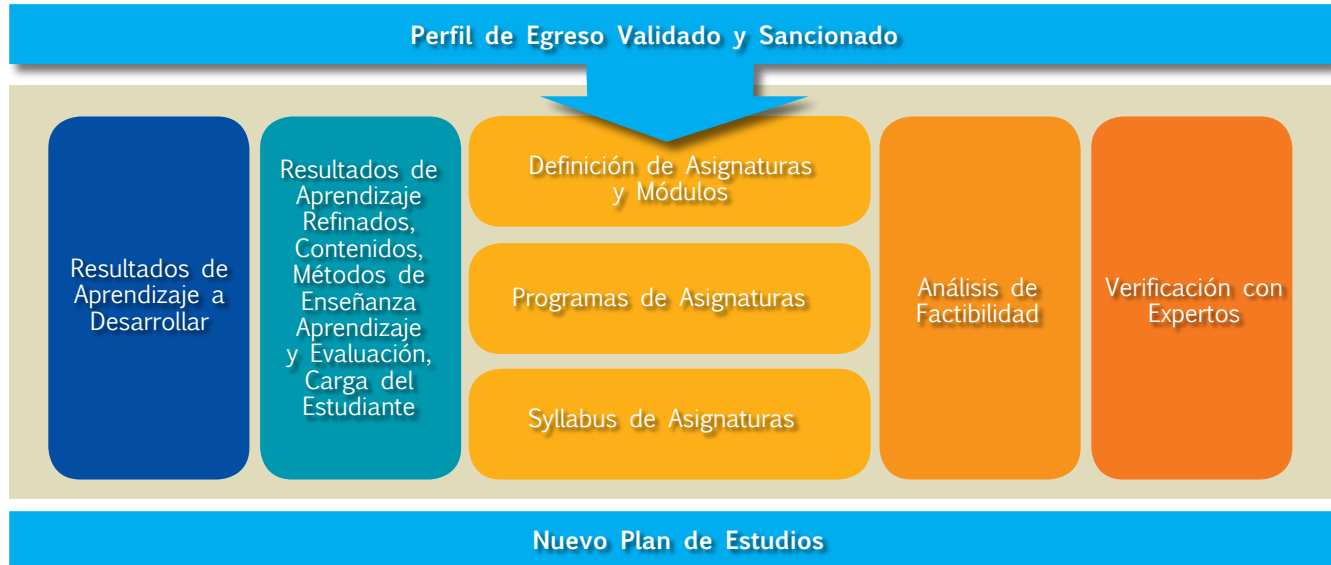 Perfil de Egreso Validado y Sancionado
Resultados de
Aprendizaje a
Desarrollar
Resultados de
Aprendizaje
Refinados,
Contenidos,
Métodos de
Enseñanza
Aprendizaje
y Evaluación,
Carga del
Estudiante
Definición de Asignaturas
y Módulos
Programas de Asignaturas
Syllabus de Asignaturas
Análisis de
Factibilidad
Verificación con
Expertos
Nuevo Plan de Estudios